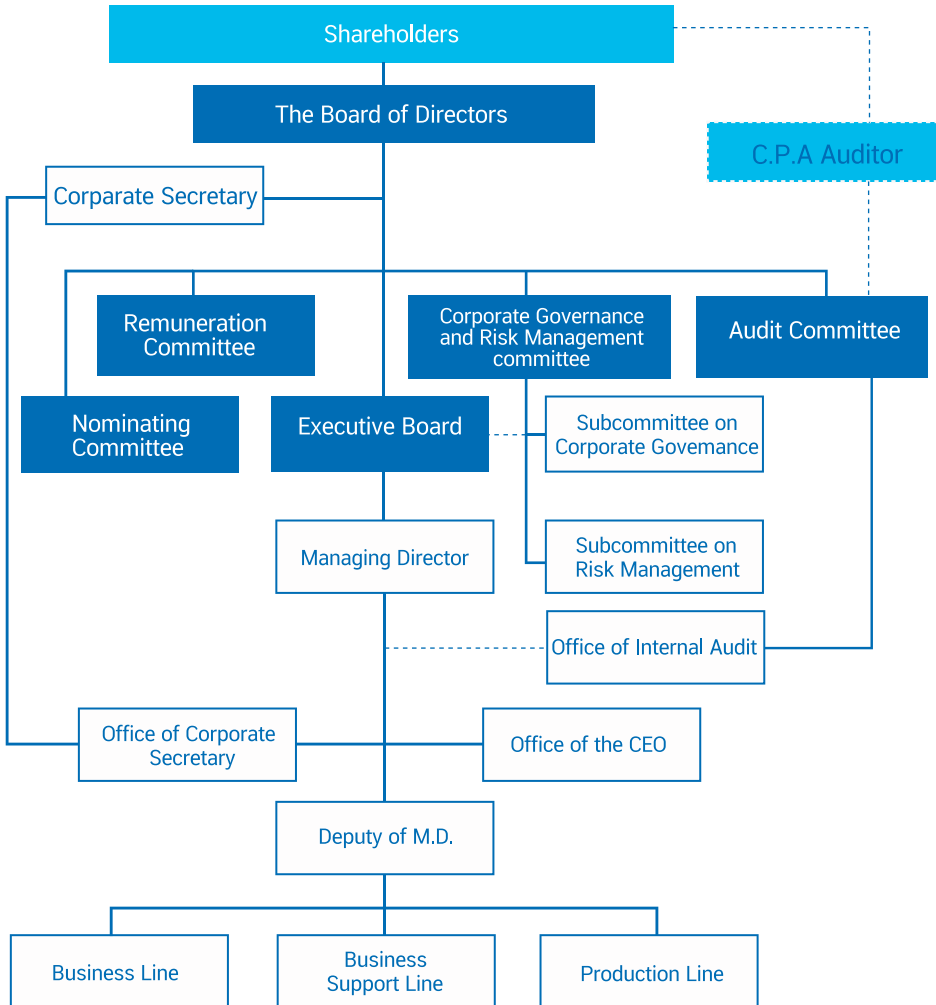 Shareholders
The Board of Directors
C.P.A Auditor
Corparate Secretary
Remuneration
Committee
Corporate Governance
and Risk Management
committee
Audit Committee
Nominating
Committee
Executive Board
Subcommittee on
Corporate Governance
Managing Director
Subcommittee on
Risk Management
Office of Internal Audit
Office of Corporate
Secretary
Office of the CEO
Deputy of M.D.
Business Line
Business
Support Line
Production Line